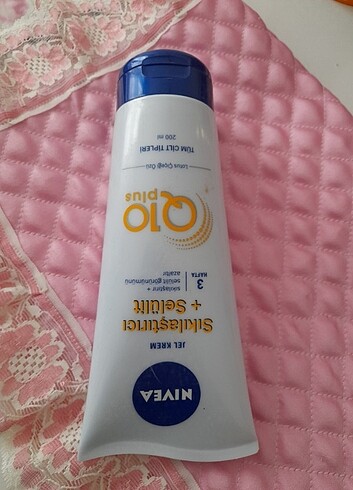 NIVEA
JEL KREM
Sıkılaştırıcı
+ Selülit
3
HAFTA
sıkılaştırır +
selülit görünümünü
azaltır
Q10
plus
Lotus Çiçeği Özü
TÜM CİLT TİPLERİ
200 ml